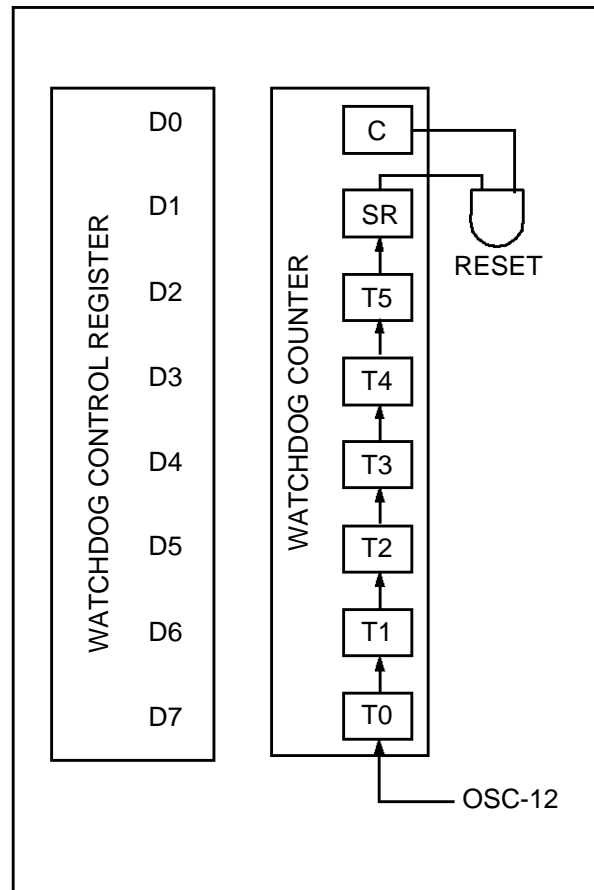 WATCHDOG CONTROL REGISTER
D0
D1
D2
D3
D4
D5
D6
D7
WATCHDOG COUNTER
C
SR
T5
T4
T3
T2
T1
T0
RESET
OSC-12